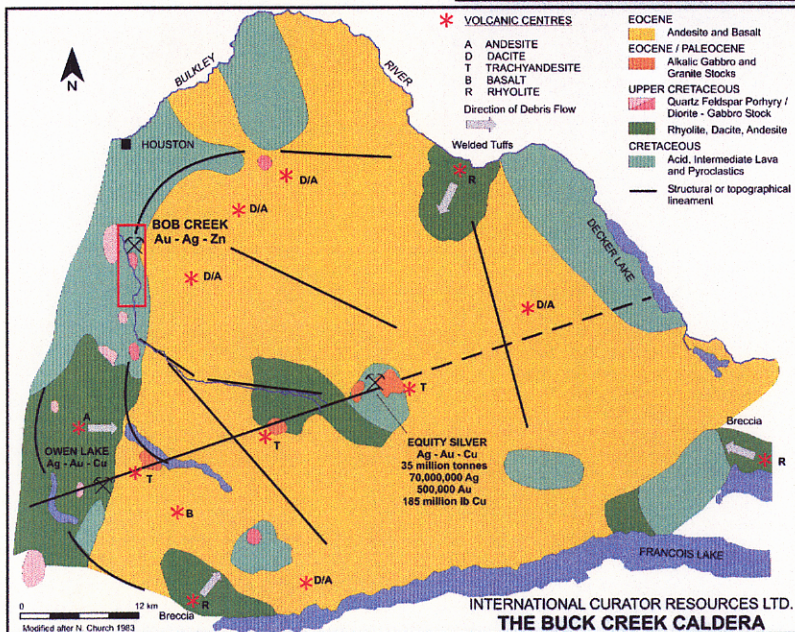 VOLCANIC CENTRES
A ANDESITE
D DACITE
T TRACHYANDESITE
B BASALT
R RHYOLITE
Direction of Debris Flow
EOCENE
Andesite and Basalt
EOCENE / PALEOCENE
Alkalic Gabbro and
Granite Stocks
UPPER CRETACEOUS
Quartz Feldspar Porphyry /
Diorite - Gabbro Stock
Rhyolite, Dacite, Andesite
CRETACEOUS
Acid, Intermediate Lava
and Pyroclastics
Structural or topographical
lineament
N
BULKLEY
RIVER
HOUSTON
Welded Tuffs
R
D/A
D/A
BOB CREEK
Au - Ag - Zn
D/A
DECKER LAKE
D/A
T
A
OWEN LAKE
Ag - Au - Cu
T
T
B
EQUITY SILVER
Ag - Au - Cu
35 million tonnes
70,000,000 Ag
500,000 Au
185 million lb Cu
Breccia
R
FRANCOIS LAKE
D/A
R
Breccia
0 12 km
Modified after N. Church 1983
INTERNATIONAL CURATOR RESOURCES LTD.
THE BUCK CREEK CALDERA